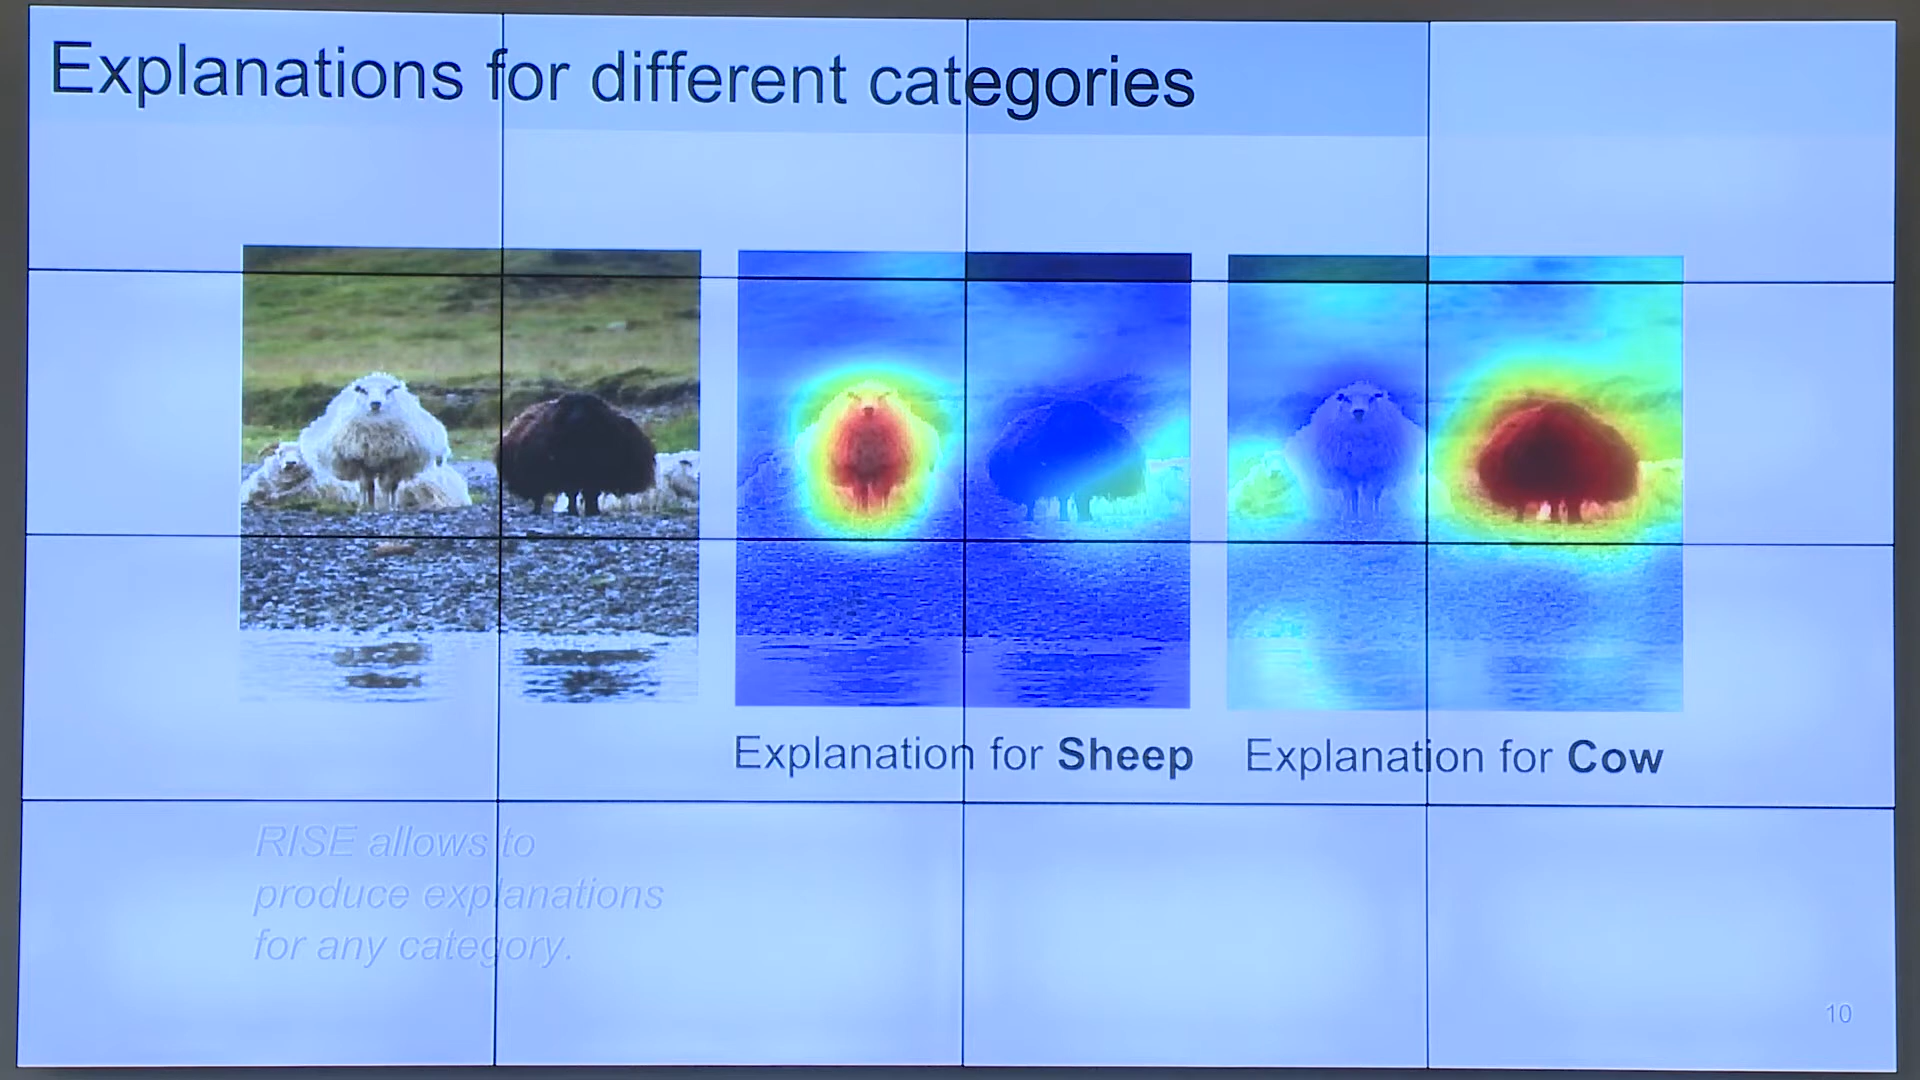 Explanations for different categories
Explanation for Sheep
Explanation for Cow
RISE allows to
produce explanations
for any category.
10